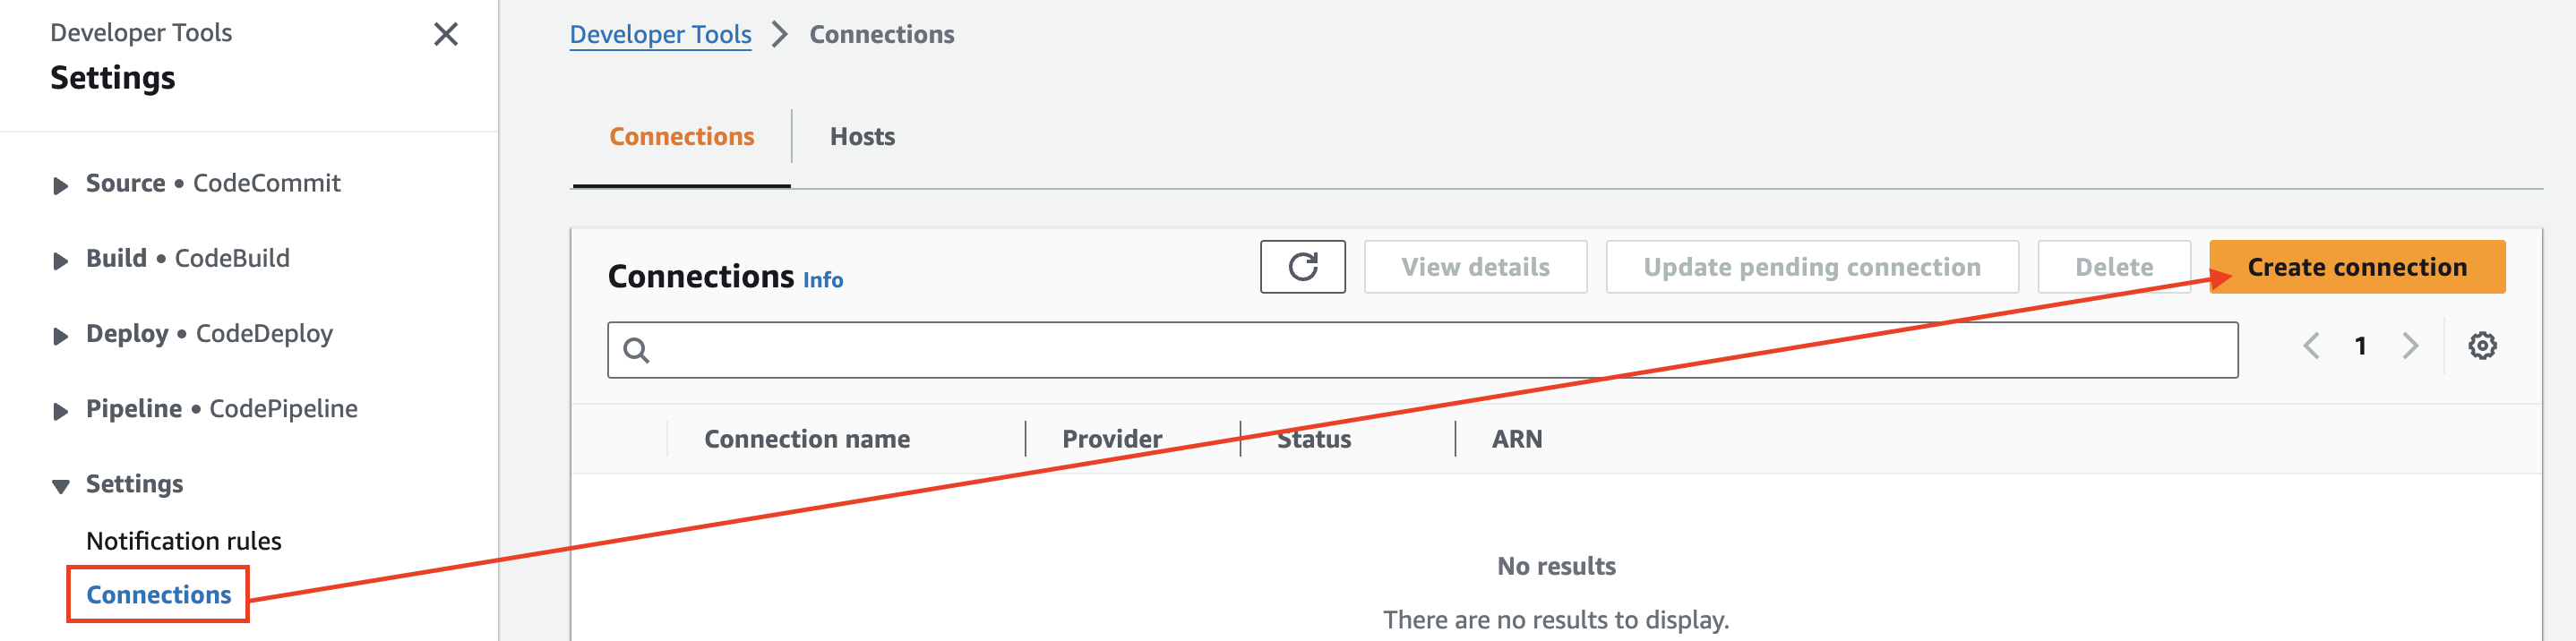 Developer Tools
Settings
Source • CodeCommit
Build • CodeBuild
Deploy • CodeDeploy
Pipeline • CodePipeline
Settings
Notification rules
Connections
Developer Tools > Connections
Connections
Hosts
Connections Info
View details
Update pending connection
Delete
Create connection
1
Connection name
Provider
Status
ARN
No results
There are no results to display.